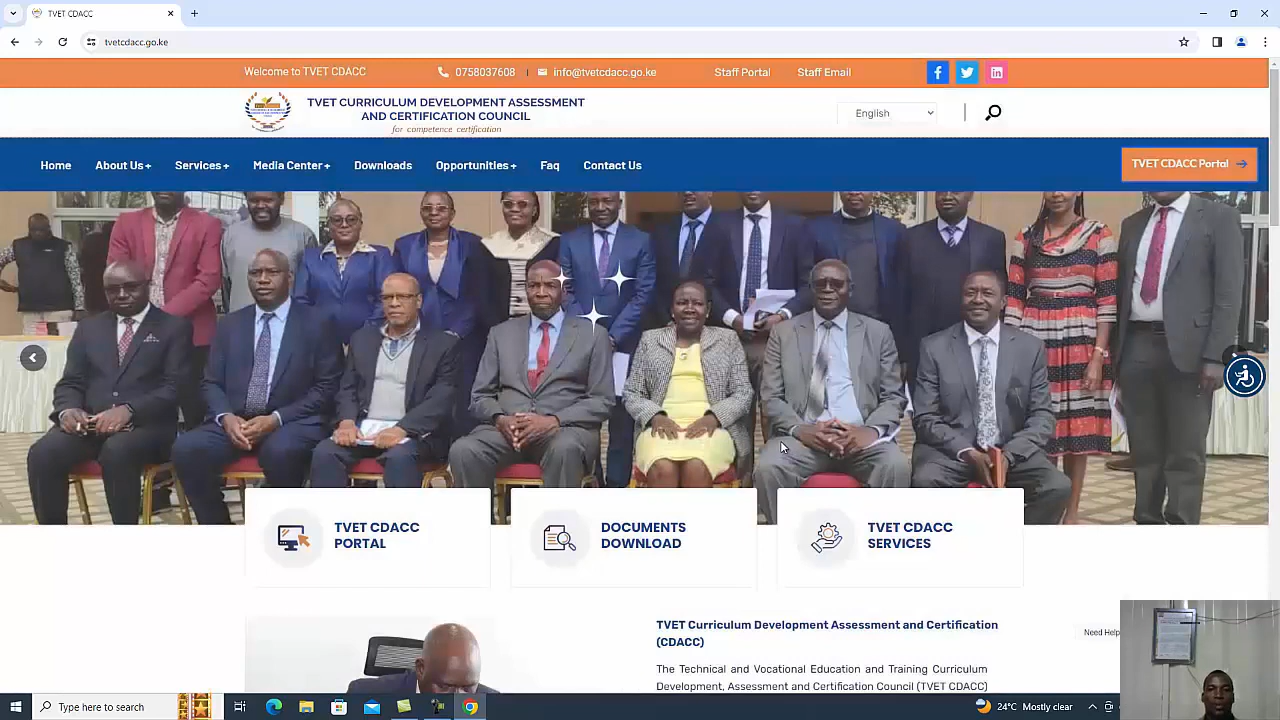 TVET CDACC
tvetcdacc.go.ke
Welcome to TVET CDACC
0758037608
info@tvetcdacc.go.ke
Staff Portal
Staff Email
TVET CURRICULUM DEVELOPMENT ASSESSMENT
AND CERTIFICATION COUNCIL
for competence certification
English
Home
About Us+
Services+
Media Center+
Downloads
Opportunities+
Faq
Contact Us
TVET CDACC Portal
TVET CDACC
PORTAL
DOCUMENTS
DOWNLOAD
TVET CDACC
SERVICES
TVET Curriculum Development Assessment and Certification
(CDACC)
The Technical and Vocational Education and Training Curriculum
Development, Assessment and Certification Council (TVET CDACC)
Need Help
Type here to search
24°C Mostly clear